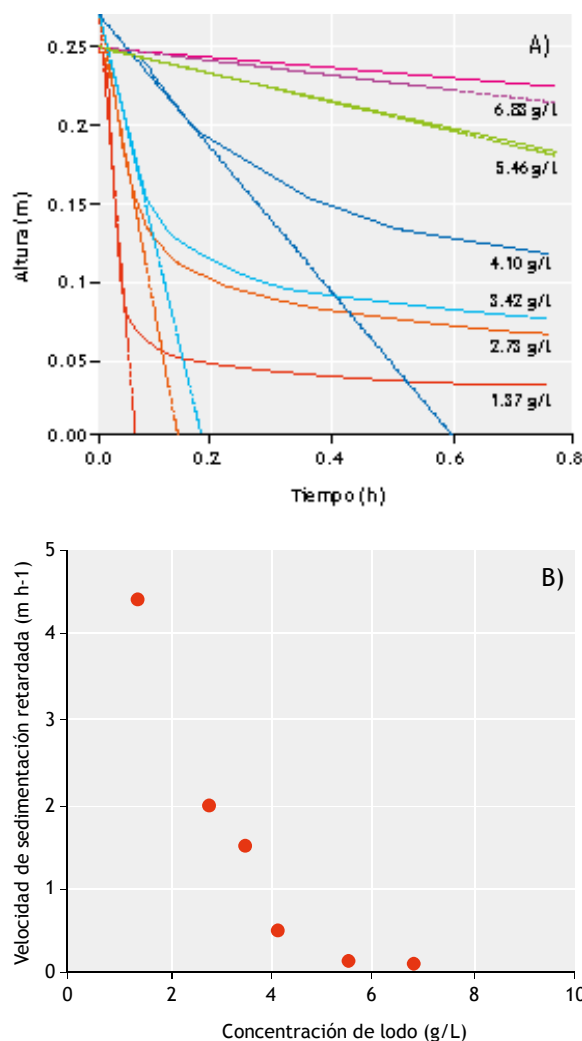 A)
0.25
0.2
0.15
0.1
0.05
0.00
Altura (m)
6.83 g/l
5.46 g/l
4.10 g/l
3.42 g/l
2.73 g/l
1.37 g/l
0.0 0.2 0.4 0.6 0.8
Tiempo (h)
B)
5
4
3
2
1
0
Velocidad de sedimentación retardada (m h-1)
0 2 4 6 8 10
Concentración de lodo (g/L)